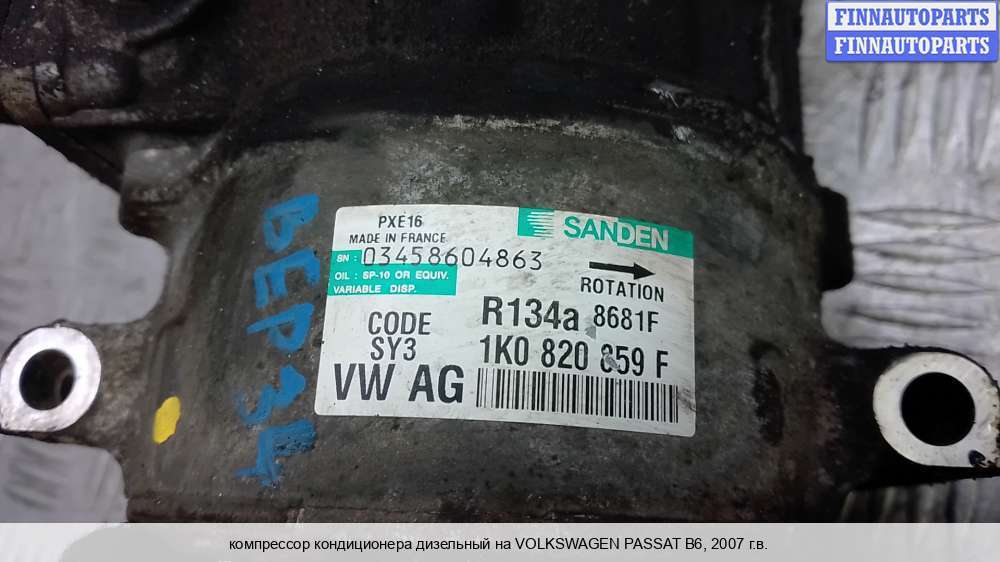 FINNAUTOPARTS
FINNAUTOPARTS
PXE16
MADE IN FRANCE
SANDEN
SN : 03458604863
OIL : SP-10 OR EQUIV.
VARIABLE DISP.
ROTATION
CODE
SY3
R134a 8681F
1K0 820 859 F
VW AG
ВЕРЗ4
компрессор кондиционера дизельный на VOLKSWAGEN PASSAT B6, 2007 г.в.